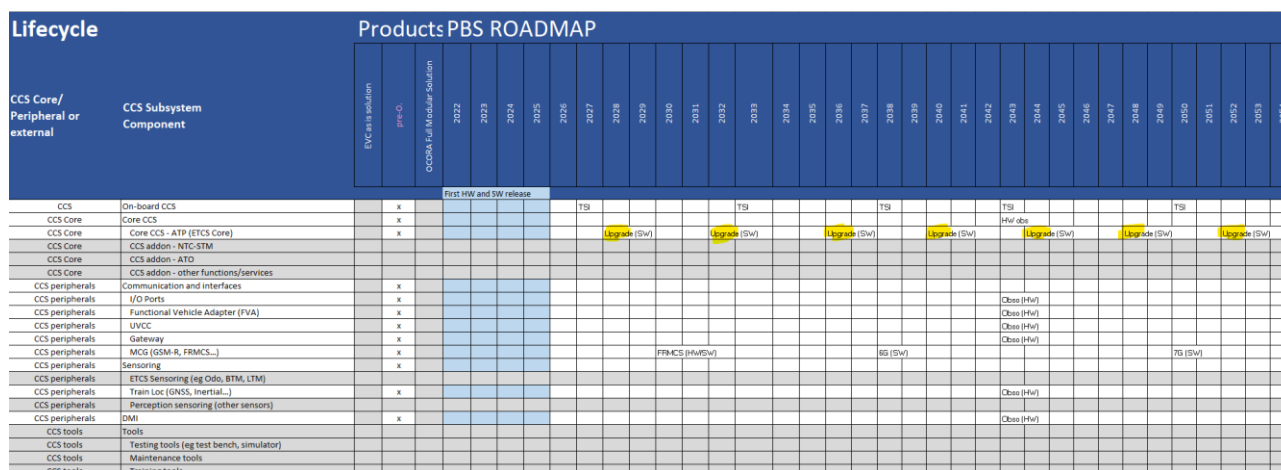 Lifecycle Products PBS ROADMAP
CCS Core/ Peripheral or external CCS Subsystem Component EVC as is solution pre-O. OCORA Full Modular Solution 2022 2023 2024 2025 2026 2027 2028 2029 2030 2031 2032 2033 2034 2035 2036 2037 2038 2039 2040 2041 2042 2043 2044 2045 2046 2047 2048 2049 2050 2051 2052 2053
First HW and SW release
CCS On-board CCS x TSI TSI TSI TSI TSI
CCS Core Core CCS x HW obs
CCS Core Core CCS - ATP (ETCS Core) x Upgrade (SW) Upgrade (SW) Upgrade (SW) Upgrade (SW) Upgrade (SW) Upgrade (SW) Upgrade (SW)
CCS Core CCS addon - NTC-STM
CCS Core CCS addon - ATO
CCS Core CCS addon - other functions/services
CCS peripherals Communication and interfaces x
CCS peripherals I/O Ports x Obso (HW)
CCS peripherals Functional Vehicle Adapter (FVA) x Obso (HW)
CCS peripherals UVCC x Obso (HW)
CCS peripherals Gateway x Obso (HW)
CCS peripherals MCG (GSM-R, FRMCS...) x FRMCS (HW/SW) 6G (SW) 7G (SW)
CCS peripherals Sensoring x
CCS peripherals ETCS Sensoring (eg Odo, BTM, LTM)
CCS peripherals Train Loc (GNSS, Inertial...) x Obso (HW)
CCS peripherals Perception sensoring (other sensors)
CCS peripherals DMI x Obso (HW)
CCS tools Tools
CCS tools Testing tools (eg test bench, simulator)
CCS tools Maintenance tools